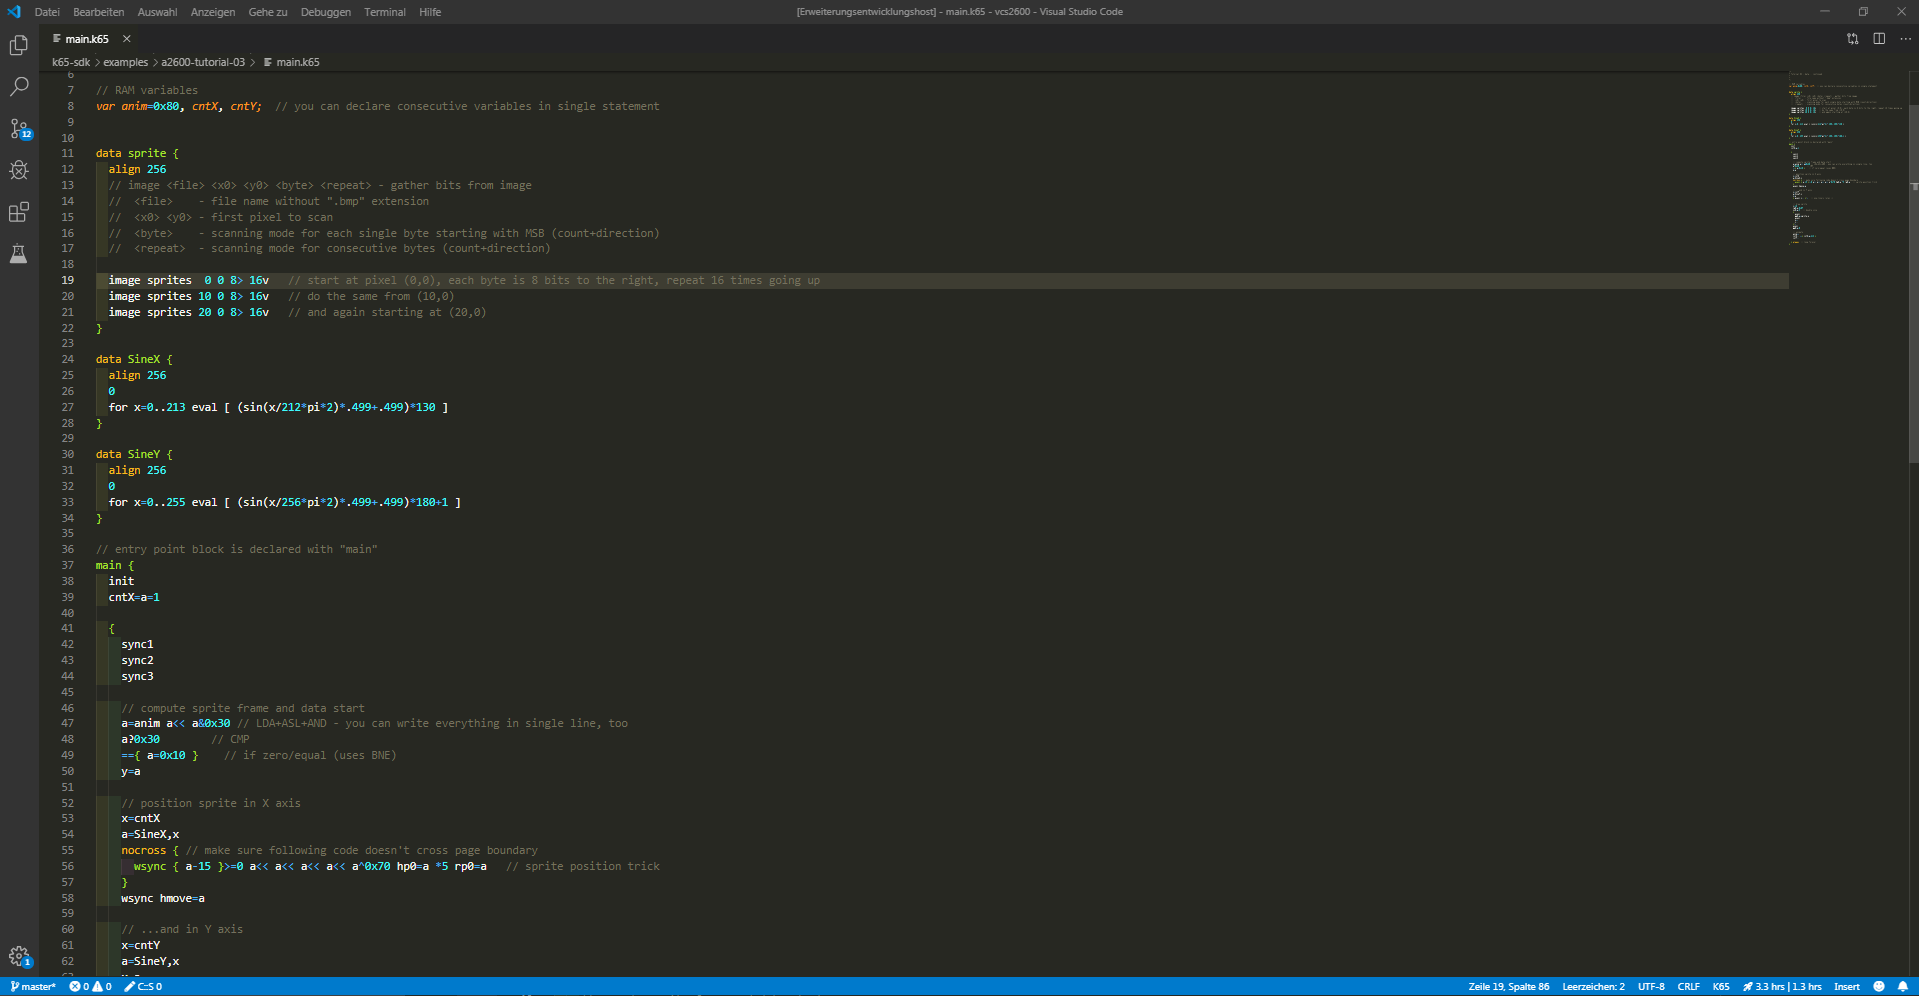 Datei Bearbeiten Auswahl Anzeigen Gehe zu Debuggen Terminal Hilfe [Erweiterungsentwicklungshost] - main.k65 - vcs2600 - Visual Studio Code
main.k65
k65-sdk > examples > a2600-tutorial-03 > main.k65
6
7 // RAM variables
8 var anim=0x80, cntX, cntY;  // you can declare consecutive variables in single statement
9
10
11 data sprite {
12   align 256
13   // image <file> <x0> <y0> <byte> <repeat> - gather bits from image
14   //  <file>    - file name without ".bmp" extension
15   //  <x0> <y0> - first pixel to scan
16   //  <byte>    - scanning mode for each single byte starting with MSB (count+direction)
17   //  <repeat>  - scanning mode for consecutive bytes (count+direction)
18
19   image sprites  0 0 8> 16v   // start at pixel (0,0), each byte is 8 bits to the right, repeat 16 times going up
20   image sprites 10 0 8> 16v   // do the same from (10,0)
21   image sprites 20 0 8> 16v   // and again starting at (20,0)
22 }
23
24 data SineX {
25   align 256
26   0
27   for x=0..213 eval [ (sin(x/212*pi*2)*.499+.499)*130 ]
28 }
29
30 data SineY {
31   align 256
32   0
33   for x=0..255 eval [ (sin(x/256*pi*2)*.499+.499)*180+1 ]
34 }
35
36 // entry point block is declared with "main"
37 main {
38   init
39   cntX=a=1
40
41   {
42     sync1
43     sync2
44     sync3
45
46     // compute sprite frame and data start
47     a=anim a<< a&0x30 // LDA+ASL+AND - you can write everything in single line, too
48     a?0x30        // CMP
49     =={ a=0x10 }    // if zero/equal (uses BNE)
50     y=a
51
52     // position sprite in X axis
53     x=cntX
54     a=SineX,x
55     nocross { // make sure following code doesn't cross page boundary
56       wsync { a-15 }>=0 a<< a<< a<< a<< a^0x70 hp0=a *5 rp0=a   // sprite position trick
57     }
58     wsync hmove=a
59
60     // ...and in Y axis
61     x=cntY
62     a=SineY,x
12
1
master* 0 0 C::S 0 Zeile 19, Spalte 86 Leerzeichen: 2 UTF-8 CRLF K65 3.3 hrs | 1.3 hrs Insert